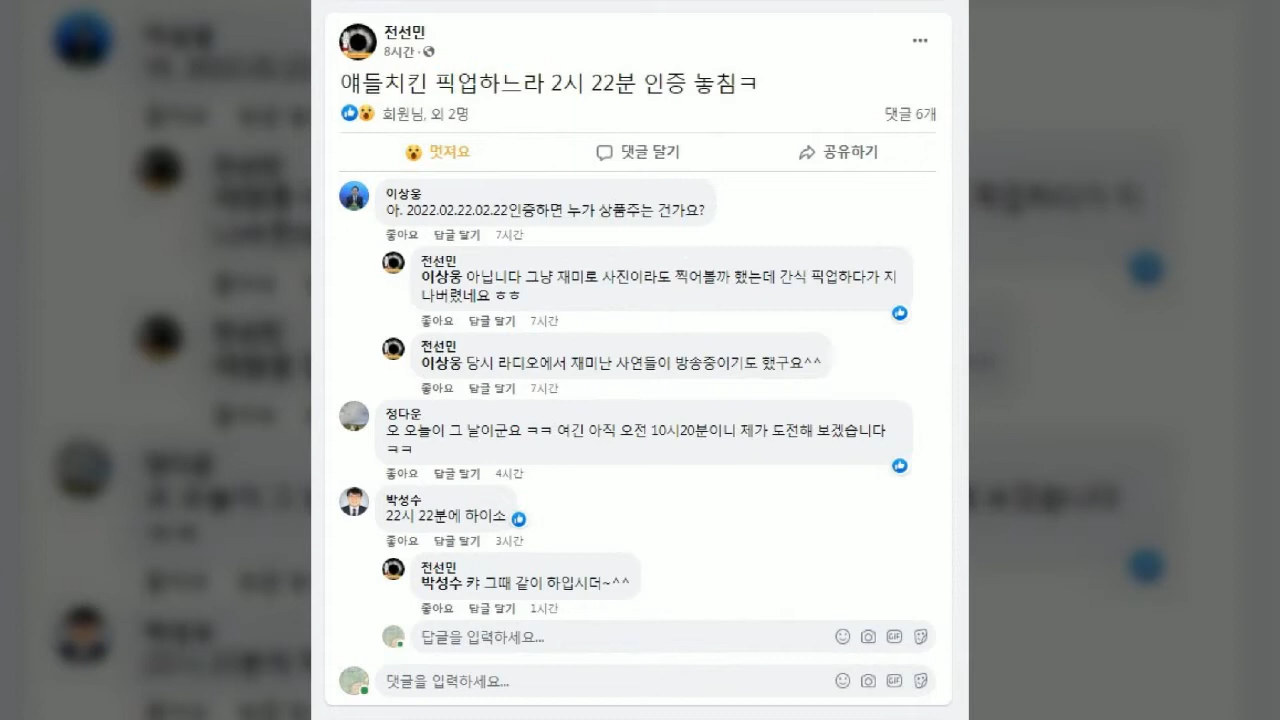 전선민
8시간 ·
얘들치킨 픽업하느라 2시 22분 인증 놓침ㅋ
회원님, 외 2명
댓글 6개
멋져요
댓글 달기
공유하기
이상웅
아. 2022.02.22.02.22인증하면 누가 상품주는 건가요?
좋아요 답글 달기 7시간
전선민
이상웅 아닙니다 그냥 재미로 사진이라도 찍어볼까 했는데 간식 픽업하다가 지
나버렸네요 ㅎㅎ
좋아요 답글 달기 7시간
전선민
이상웅 당시 라디오에서 재미난 사연들이 방송중이기도 했구요^^
좋아요 답글 달기 7시간
정다운
오 오늘이 그 날이군요 ㅋㅋ 여긴 아직 오전 10시20분이니 제가 도전해 보겠습니다
ㅋㅋ
좋아요 답글 달기 4시간
박성수
22시 22분에 하이소
좋아요 답글 달기 3시간
전선민
박성수 캬 그때 같이 하입시더~^^
좋아요 답글 달기 1시간
답글을 입력하세요...
GIF
댓글을 입력하세요...
GIF